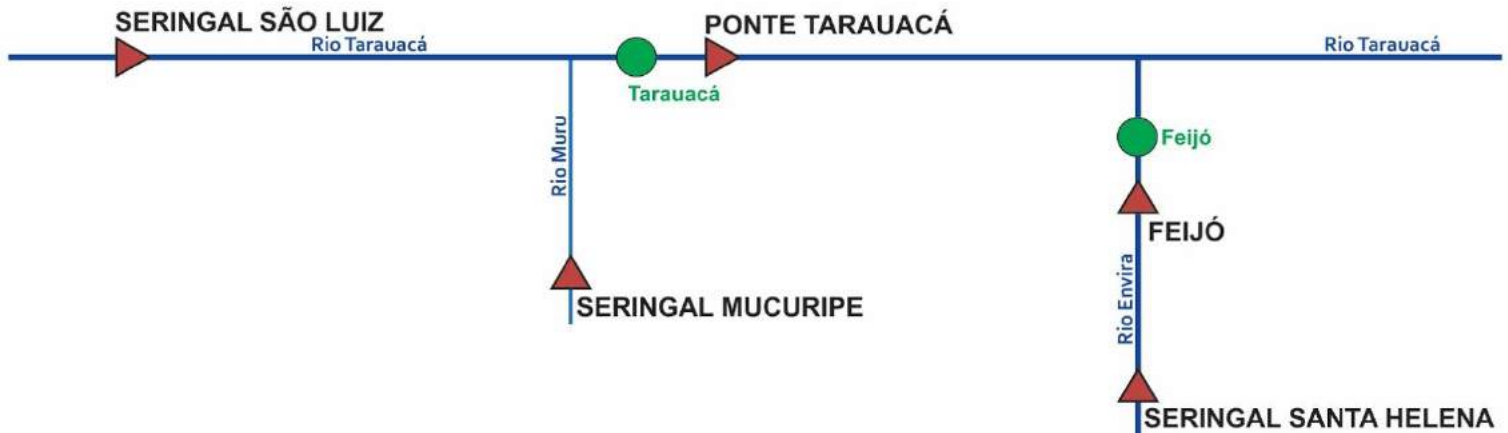 SERINGAL SÃO LUIZ
PONTE TARAUACÁ
Rio Tarauacá
Rio Tarauacá
Tarauacá
Rio Muru
Feijó
FEIJÓ
Rio Envira
SERINGAL MUCURIPE
SERINGAL SANTA HELENA